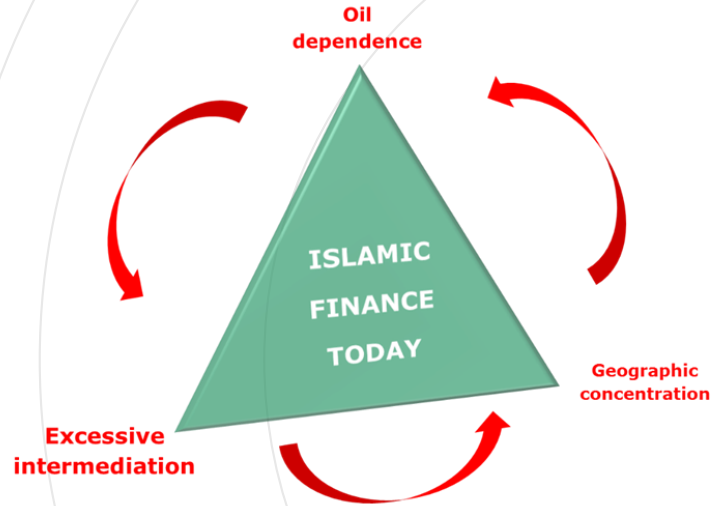 Oil
dependence
ISLAMIC
FINANCE
TODAY
Geographic
concentration
Excessive
intermediation